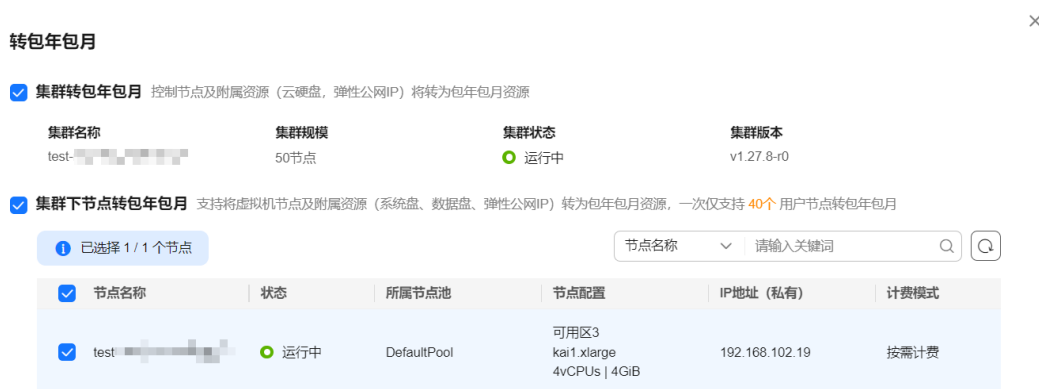 转包年包月
集群转包年包月 控制节点及附属资源（云硬盘，弹性公网IP）将转为包年包月资源
集群名称 集群规模 集群状态 集群版本
test- 50节点 运行中 v1.27.8-r0
集群下节点转包年包月 支持将虚拟机节点及附属资源（系统盘、数据盘、弹性公网IP）转为包年包月资源，一次仅支持 40个 用户节点转包年包月
已选择 1 / 1 个节点 节点名称 请输入关键词
节点名称 状态 所属节点池 节点配置 IP地址（私有） 计费模式
可用区3
test 运行中 DefaultPool kai1.xlarge 192.168.102.19 按需计费
4vCPUs | 4GiB